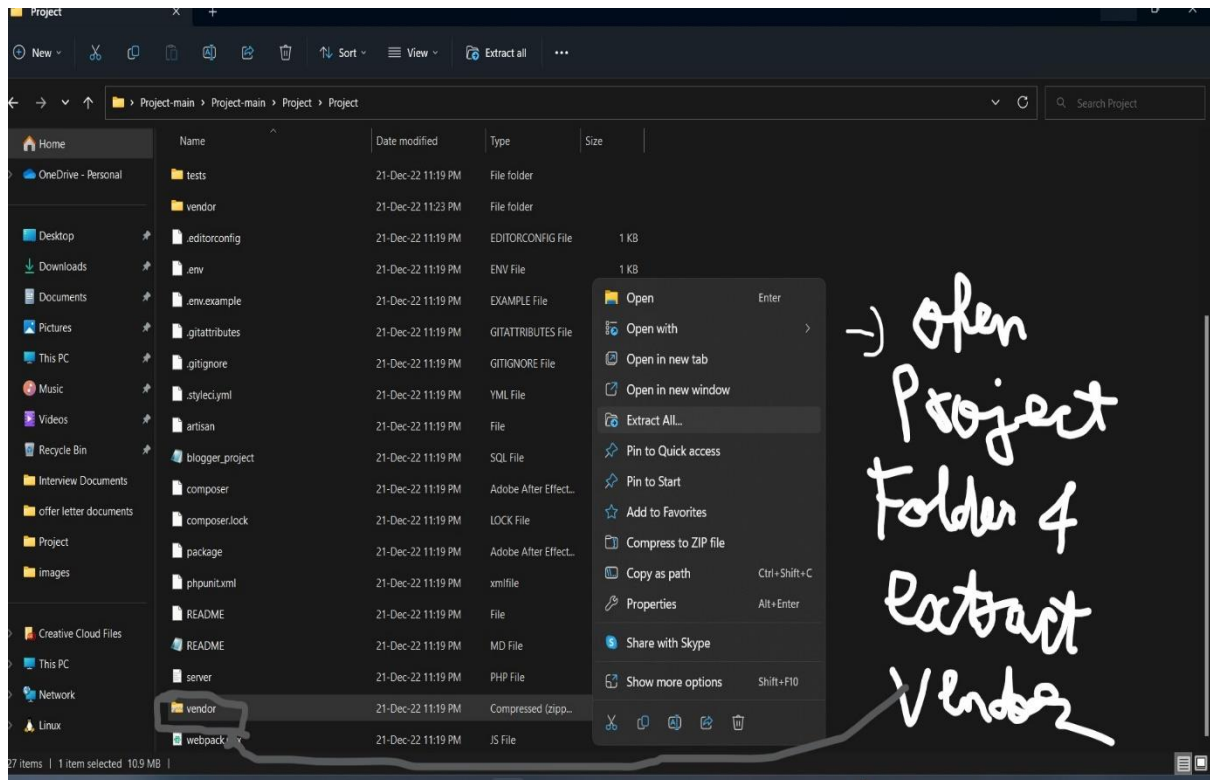 Project × +
New Sort View Extract all ...
Project-main › Project-main › Project › Project Search Project
Name Date modified Type Size
Home
OneDrive - Personal
Desktop
Downloads
Documents
Pictures
This PC
Music
Videos
Recycle Bin
Interview Documents
offer letter documents
Project
images
Creative Cloud Files
This PC
Network
Linux
tests 21-Dec-22 11:19 PM File folder
vendor 21-Dec-22 11:23 PM File folder
.editorconfig 21-Dec-22 11:19 PM EDITORCONFIG File 1 KB
.env 21-Dec-22 11:19 PM ENV File 1 KB
.env.example 21-Dec-22 11:19 PM EXAMPLE File
.gitattributes 21-Dec-22 11:19 PM GITATTRIBUTES File
.gitignore 21-Dec-22 11:19 PM GITIGNORE File
.styleci.yml 21-Dec-22 11:19 PM YML File
artisan 21-Dec-22 11:19 PM File
blogger_project 21-Dec-22 11:19 PM SQL File
composer 21-Dec-22 11:19 PM Adobe After Effect...
composer.lock 21-Dec-22 11:19 PM LOCK File
package 21-Dec-22 11:19 PM Adobe After Effect...
phpunit.xml 21-Dec-22 11:19 PM xmlfile
README 21-Dec-22 11:19 PM File
README 21-Dec-22 11:19 PM MD File
server 21-Dec-22 11:19 PM PHP File
vendor 21-Dec-22 11:19 PM Compressed (zipp...
21-Dec-22 11:19 PM JS File
Open Enter
Open with
Open in new tab
Open in new window
Extract All...
Pin to Quick access
Pin to Start
Add to Favorites
Compress to ZIP file
Copy as path Ctrl+Shift+C
Properties Alt+Enter
Share with Skype
Show more options Shift+F10
open
Project
Folder &
extract
Vendor
27 items | 1 item selected 10.9 MB |